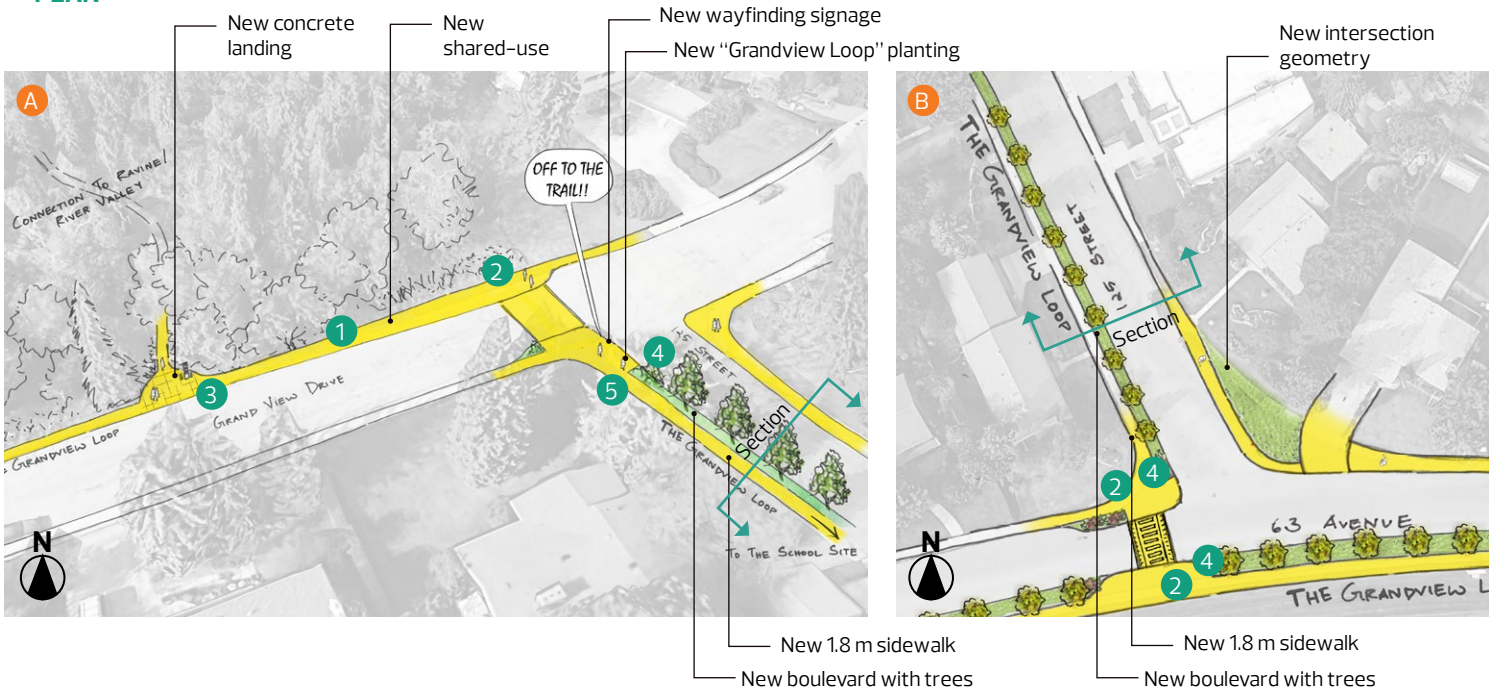 PLAN
New concrete
landing
New
shared-use
New wayfinding signage
New “Grandview Loop” planting
New intersection
geometry
A
CONNECTION TO RAVINE/
RIVER VALLEY
OFF TO THE
TRAIL!!
2
1
3
4
5
GRAND VIEW DRIVE
125 STREET
E GRANDVIEW LOOP
THE GRANDVIEW LOOP
Section
TO THE SCHOOL SITE
N
New 1.8 m sidewalk
New boulevard with trees
B
THE GRANDVIEW LOOP
125 STREET
Section
2
4
63 AVENUE
4
2
THE GRANDVIEW L
N
New 1.8 m sidewalk
New boulevard with trees